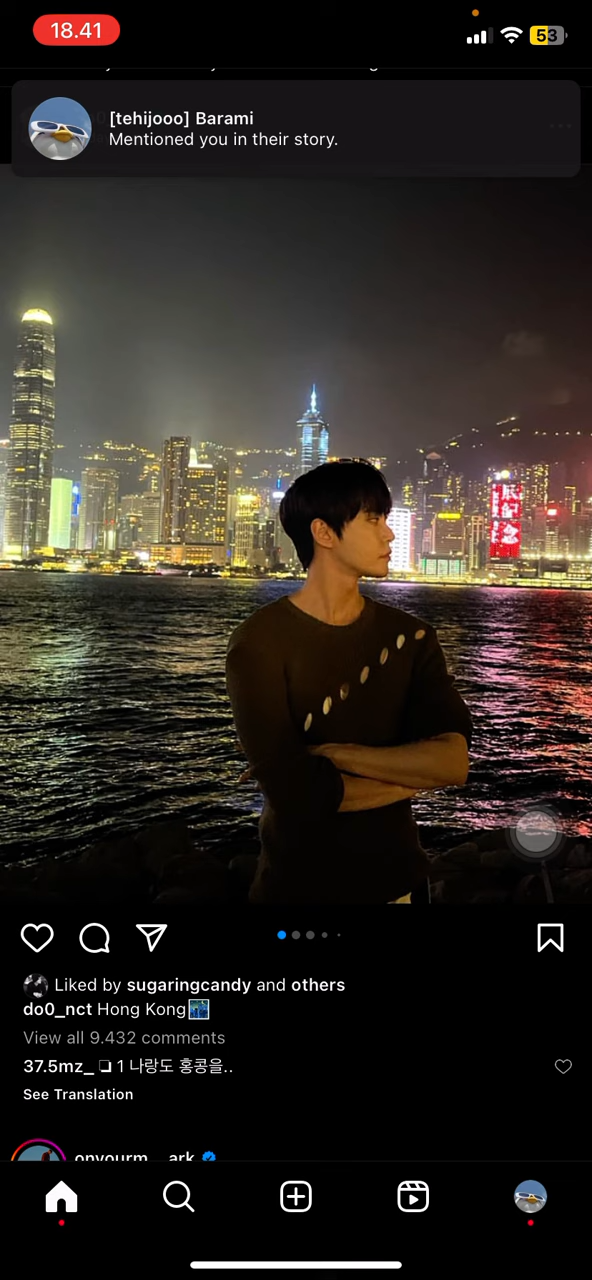 18.41
53
[tehijooo] Barami
Mentioned you in their story.
Liked by sugaringcandy and others
do0_nct Hong Kong
View all 9.432 comments
37.5mz_ ❏ 1 나랑도 홍콩을..
See Translation